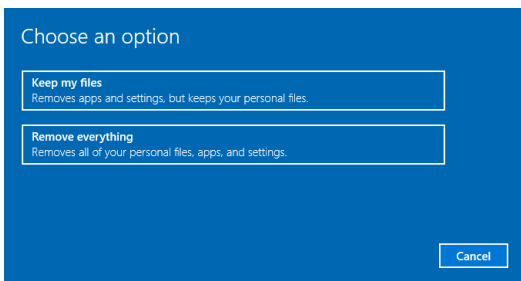 Choose an option
Keep my files
Removes apps and settings, but keeps your personal files.
Remove everything
Removes all of your personal files, apps, and settings.
Cancel